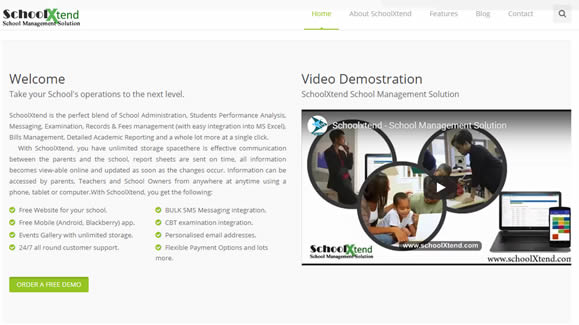 SchoolXtend
School Management Solution
Home About SchoolXtend Features Blog Contact
Welcome
Take your School's operations to the next level.
SchoolXtend is the perfect blend of School Administration, Students Performance Analysis,
Messaging, Examination, Records & Fees management (with easy integration into MS Excel),
Bills Management, Detailed Academic Reporting and a whole lot more at a single click.
With SchoolXtend, you have unlimited storage spacethere is effective communication
between the parents and the school, report sheets are sent on time, all information
becomes view-able online and updated as soon as the changes occur. Information can be
accessed by parents, Teachers and School Owners from anywhere at anytime using a
phone, tablet or computer.With SchoolXtend, you get the following:
Free Website for your school.
Free Mobile (Android, Blackberry) app.
Events Gallery with unlimited storage.
24/7 all round customer support.
BULK SMS Messaging integration.
CBT examination integration.
Personalised email addresses.
Flexible Payment Options and lots
more.
ORDER A FREE DEMO
Video Demostration
SchoolXtend School Management Solution
Schoolxtend - School Management Solution
SchoolXtend
School Management Solution
www.schoolXtend.com
www.schoolXtend.com